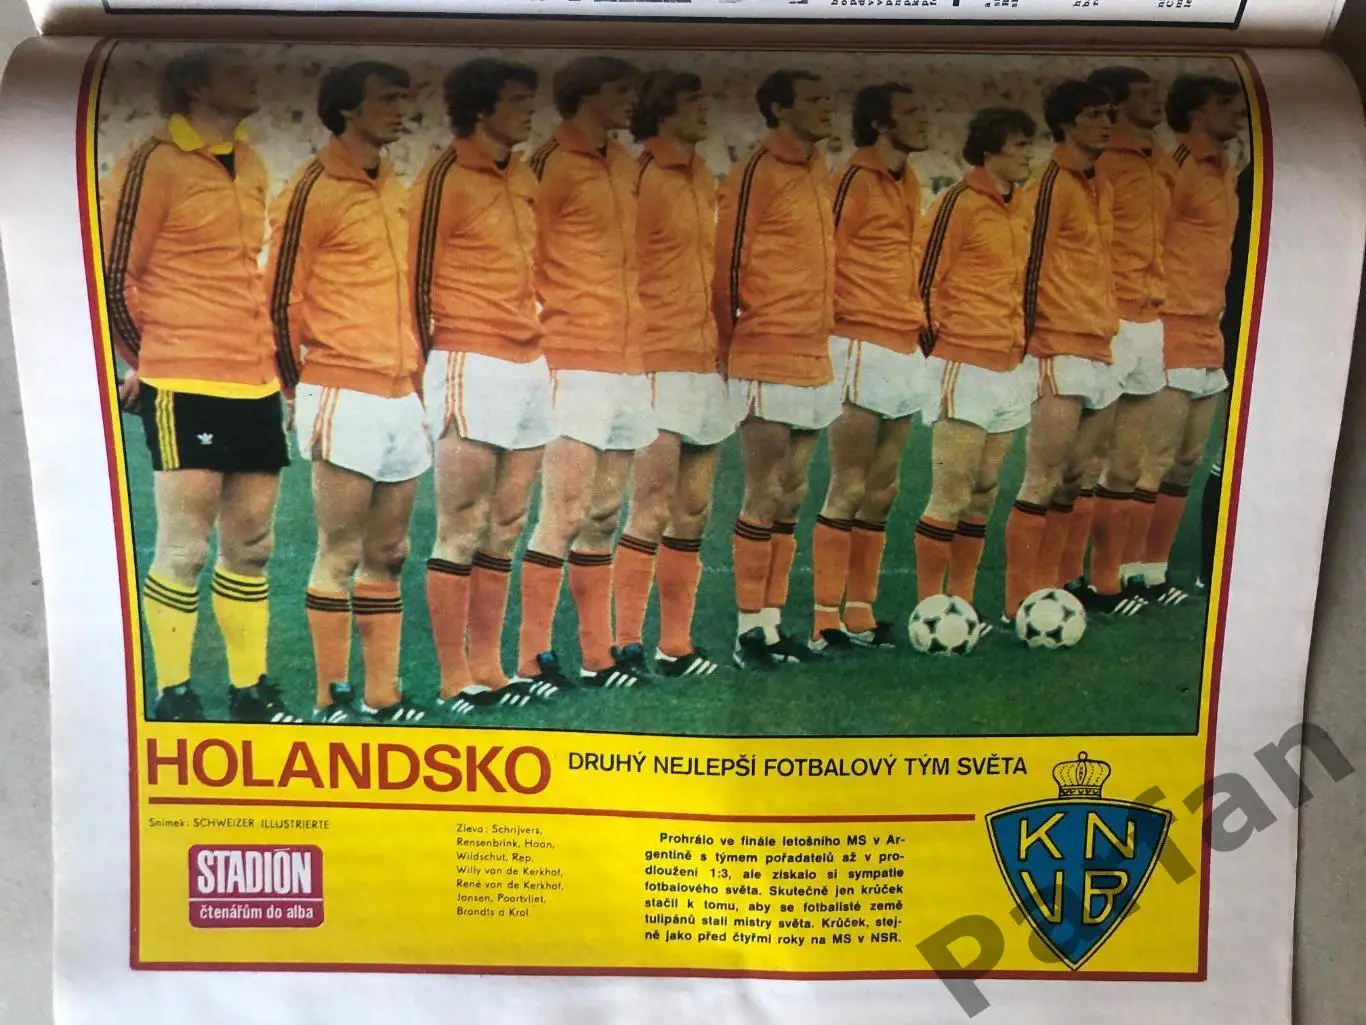 HOLANDSKO
DRUHÝ NEJLEPŠÍ FOTBALOVÝ TÝM SVĚTA
Snímek: SCHWEIZER ILLUSTRIERTE
STADIÓN
čtenářům do alba
Zleva: Schrijvers,
Rensenbrink, Haan,
Wildschut, Rep,
Willy van de Kerkhof,
René van de Kerkhof,
Jansen, Poortvliet,
Brandts a Krol.
Prohrálo ve finále letošního MS v Ar-
gentině s týmem pořadatelů až v pro-
dloužení 1:3, ale získalo si sympatie
fotbalového světa. Skutečně jen krůček
stačil k tomu, aby se fotbalisté země
tulipánů stali mistry světa. Krůček, stej-
ně jako před čtyřmi roky na MS v NSR.
KN
VB
Parfan